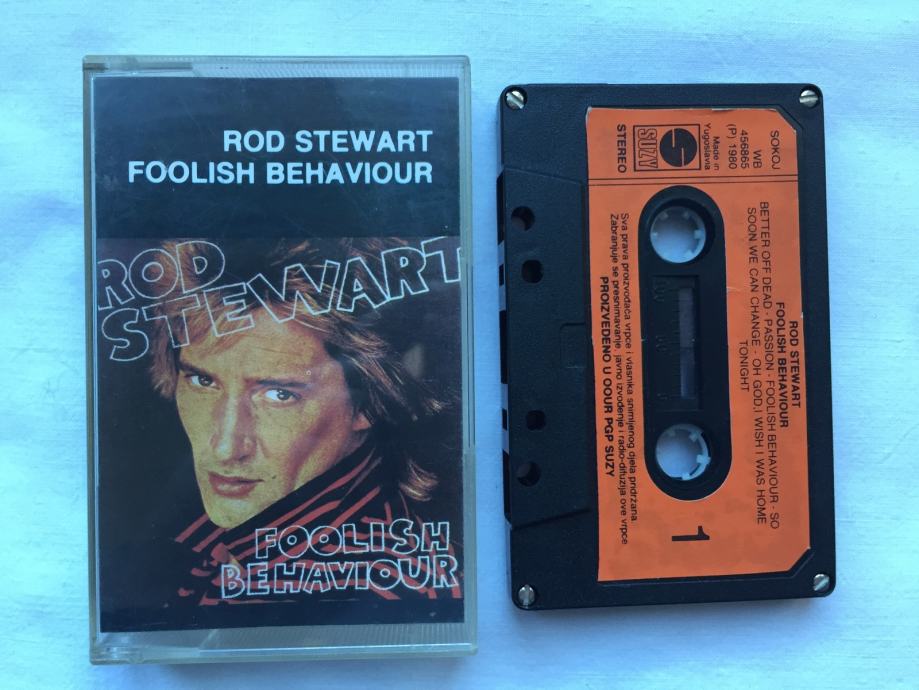 ROD STEWART
FOOLISH BEHAVIOUR
ROD
STEWART
FOOLISH
BEHAVIOUR
SOKOJ
WB
456865
(P) 1980
Made in
Yugoslavia
SUZY
STEREO
ROD STEWART
FOOLISH BEHAVIOUR
BETTER OFF DEAD - PASSION - FOOLISH BEHAVIOUR - SO
SOON WE CAN CHANGE - OH GOD,I WISH I WAS HOME
TONIGHT
1
Sva prava proizvođača vrpce i vlasnika snimljenog djela pridržana.
Zabranjuje se presnimavanje javno izvođenje i radio-difuzija ove vrpce
PROIZVEDENO U OOUR PGP SUZY